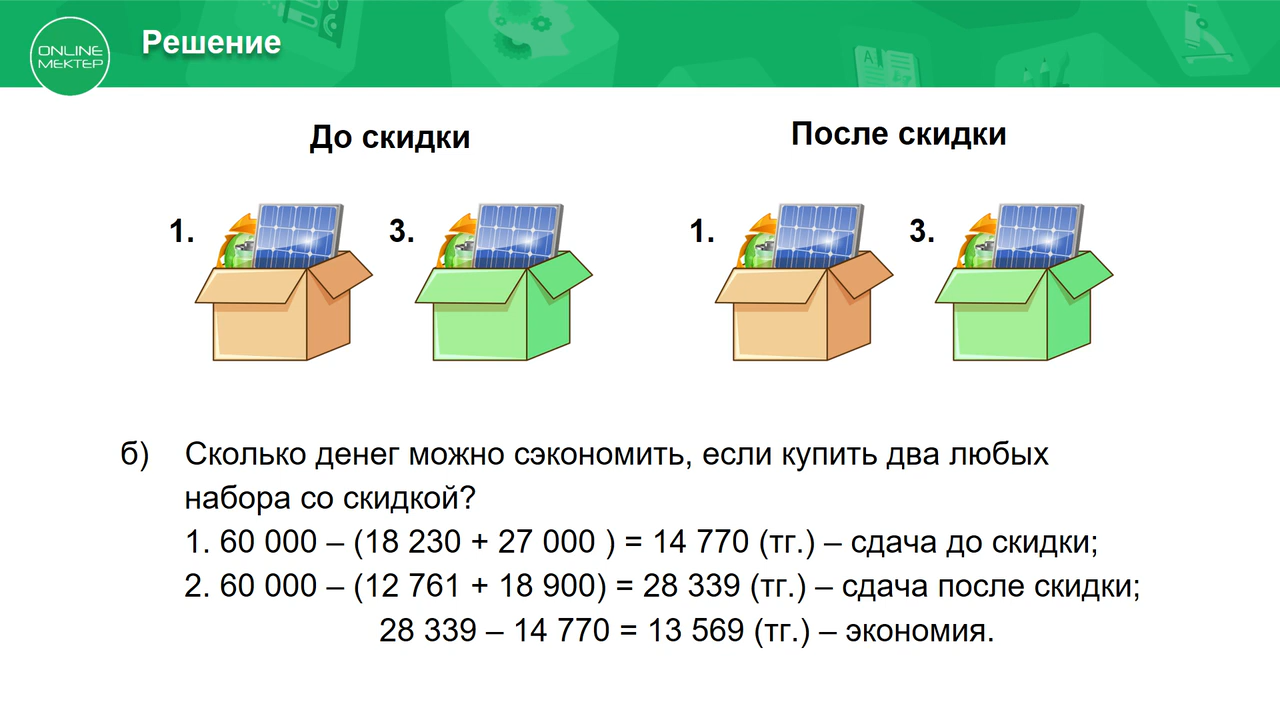 ONLINE
МЕКТЕР
Решение
До скидки
После скидки
1.
3.
1.
3.
б) Сколько денег можно сэкономить, если купить два любых
набора со скидкой?
1. 60 000 – (18 230 + 27 000 ) = 14 770 (тг.) – сдача до скидки;
2. 60 000 – (12 761 + 18 900) = 28 339 (тг.) – сдача после скидки;
28 339 – 14 770 = 13 569 (тг.) – экономия.